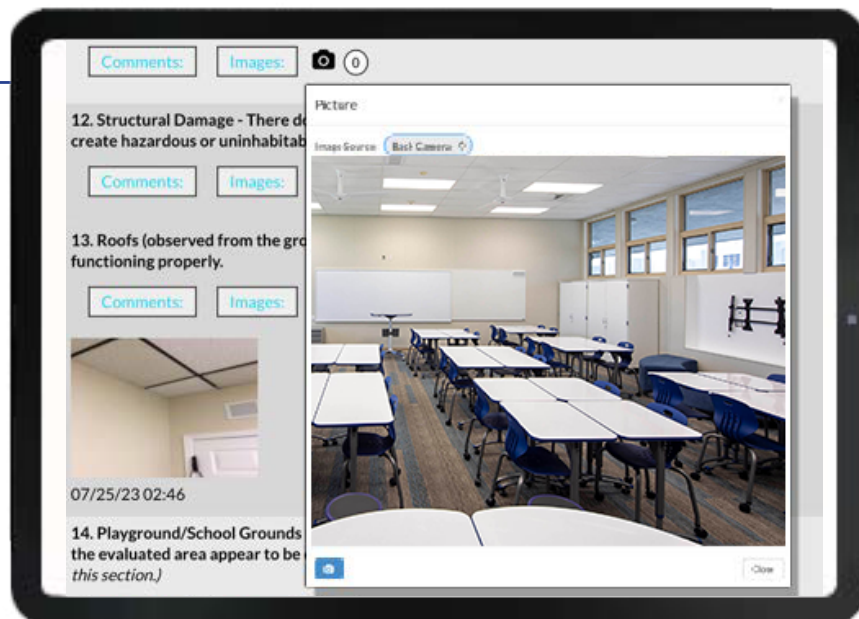 Comments:
Images:
0
12. Structural Damage - There do
create hazardous or uninhabitab
Comments:
Images:
13. Roofs (observed from the gro
functioning properly.
Comments:
Images:
07/25/23 02:46
14. Playground/School Grounds
the evaluated area appear to be
this section.)
Picture
Image Source:
Back Camera
Close